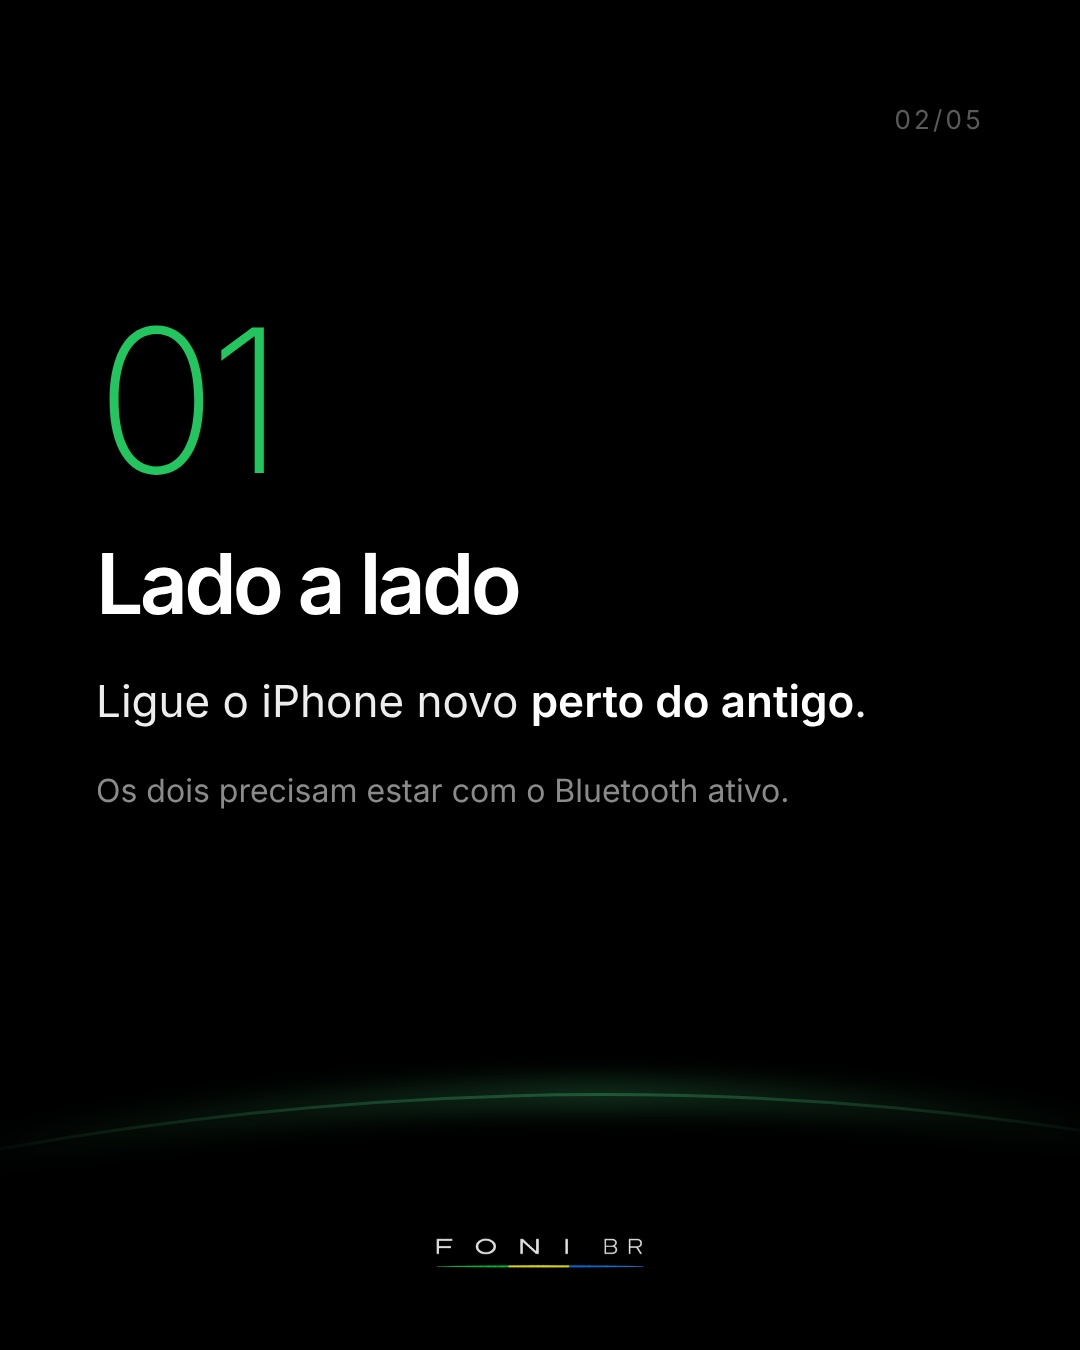 02/05
01
Lado a lado
Ligue o iPhone novo perto do antigo.
Os dois precisam estar com o Bluetooth ativo.
FONI BR